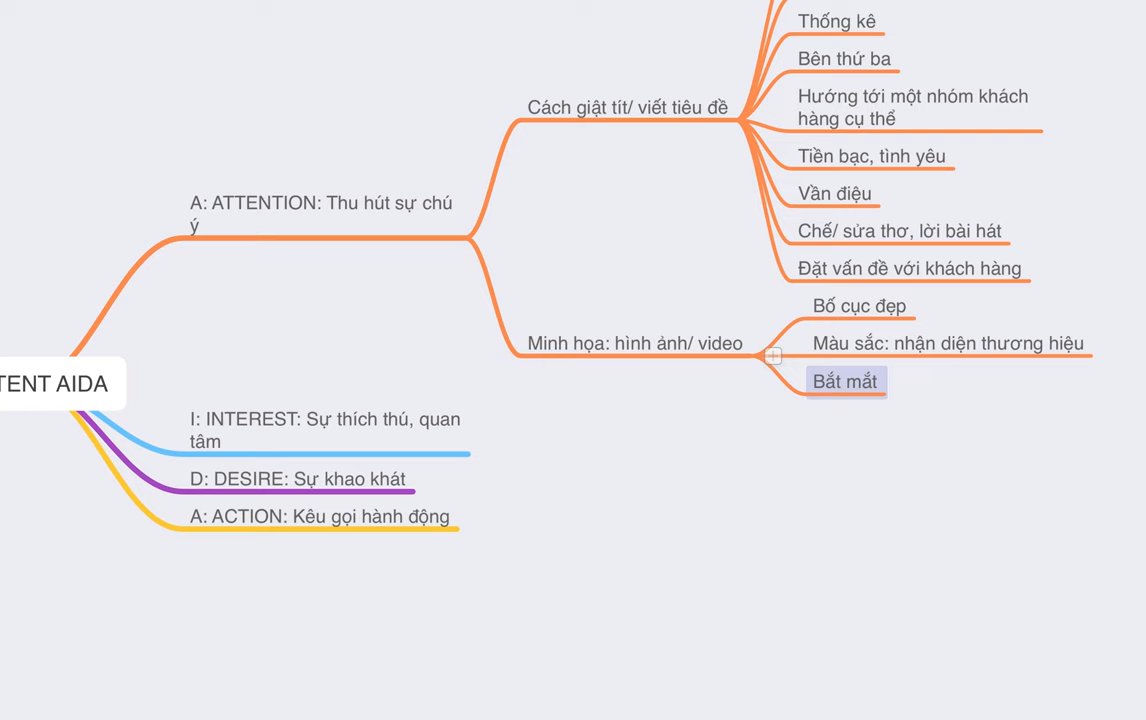 TENT AIDA
A: ATTENTION: Thu hút sự chú
ý
Cách giật tít/ viết tiêu đề
Thống kê
Bên thứ ba
Hướng tới một nhóm khách
hàng cụ thể
Tiền bạc, tình yêu
Vần điệu
Chế/ sửa thơ, lời bài hát
Đặt vấn đề với khách hàng
Minh họa: hình ảnh/ video
Bố cục đẹp
Màu sắc: nhận diện thương hiệu
Bắt mắt
I: INTEREST: Sự thích thú, quan
tâm
D: DESIRE: Sự khao khát
A: ACTION: Kêu gọi hành động